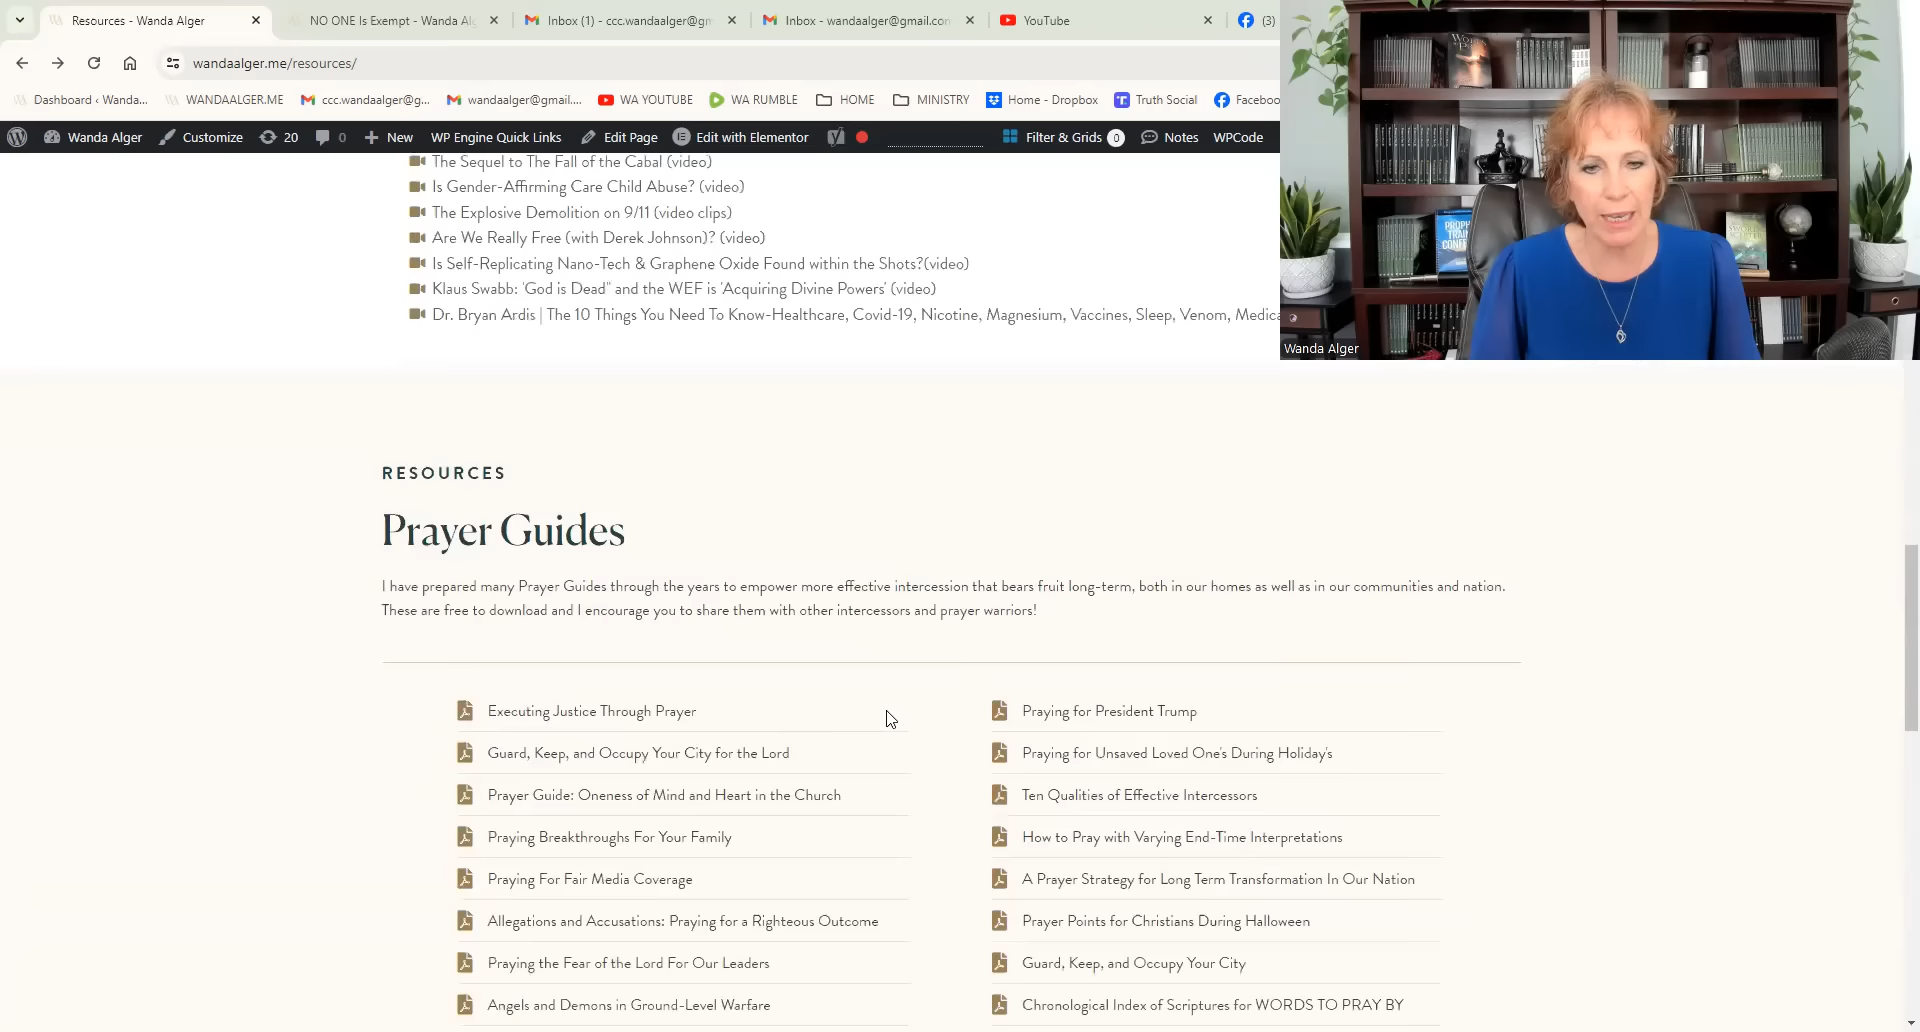 Resources - Wanda Alger
NO ONE Is Exempt - Wanda Alg
Inbox (1) - ccc.wandaalger@gm
Inbox - wandaalger@gmail.com
YouTube
(3)
wandaalger.me/resources/
Dashboard ‹ Wanda...
WANDAALGER.ME
ccc.wandaalger@g...
wandaalger@gmail....
WA YOUTUBE
WA RUMBLE
HOME
MINISTRY
Home - Dropbox
Truth Social
Faceboo
Wanda Alger
Customize
20
0
New
WP Engine Quick Links
Edit Page
Edit with Elementor
Filter & Grids 0
Notes
WPCode
The Sequel to The Fall of the Cabal (video)
Is Gender-Affirming Care Child Abuse? (video)
The Explosive Demolition on 9/11 (video clips)
Are We Really Free (with Derek Johnson)? (video)
Is Self-Replicating Nano-Tech & Graphene Oxide Found within the Shots?(video)
Klaus Swabb: 'God is Dead" and the WEF is 'Acquiring Divine Powers' (video)
Dr. Bryan Ardis | The 10 Things You Need To Know-Healthcare, Covid-19, Nicotine, Magnesium, Vaccines, Sleep, Venom, Medica
Wanda Alger
RESOURCES
Prayer Guides
I have prepared many Prayer Guides through the years to empower more effective intercession that bears fruit long-term, both in our homes as well as in our communities and nation.
These are free to download and I encourage you to share them with other intercessors and prayer warriors!
Executing Justice Through Prayer
Guard, Keep, and Occupy Your City for the Lord
Prayer Guide: Oneness of Mind and Heart in the Church
Praying Breakthroughs For Your Family
Praying For Fair Media Coverage
Allegations and Accusations: Praying for a Righteous Outcome
Praying the Fear of the Lord For Our Leaders
Angels and Demons in Ground-Level Warfare
Praying for President Trump
Praying for Unsaved Loved One's During Holiday's
Ten Qualities of Effective Intercessors
How to Pray with Varying End-Time Interpretations
A Prayer Strategy for Long Term Transformation In Our Nation
Prayer Points for Christians During Halloween
Guard, Keep, and Occupy Your City
Chronological Index of Scriptures for WORDS TO PRAY BY